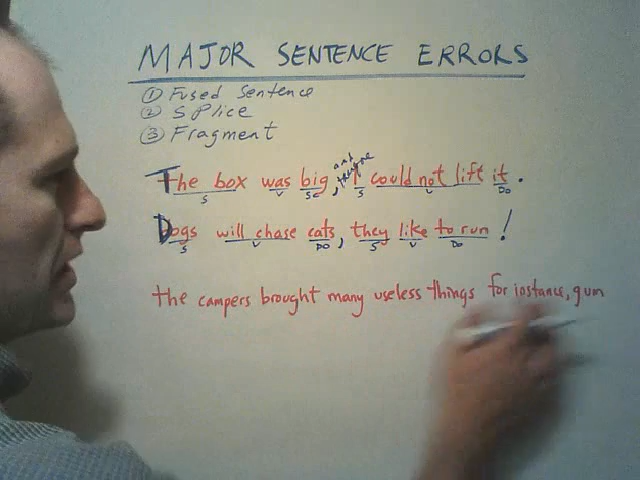 MAJOR SENTENCE ERRORS
① Fused Sentence
② Splice
③ Fragment
and
The box was big, I could not lift it.
S V SC S V DO
Dogs will chase cats, they like to run!
S V DO S V DO
the campers brought many useless things for instance, gum